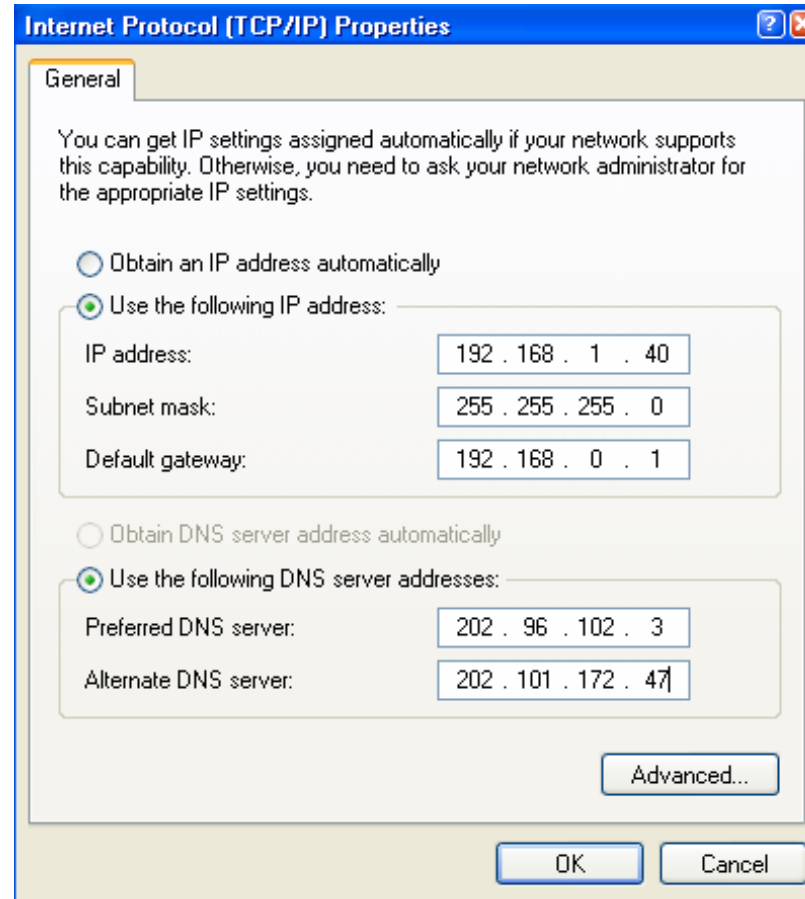 Internet Protocol (TCP/IP) Properties
General
You can get IP settings assigned automatically if your network supports
this capability. Otherwise, you need to ask your network administrator for
the appropriate IP settings.
Obtain an IP address automatically
Use the following IP address:
IP address: 192 . 168 . 1 . 40
Subnet mask: 255 . 255 . 255 . 0
Default gateway: 192 . 168 . 0 . 1
Obtain DNS server address automatically
Use the following DNS server addresses:
Preferred DNS server: 202 . 96 . 102 . 3
Alternate DNS server: 202 . 101 . 172 . 47
Advanced...
OK Cancel